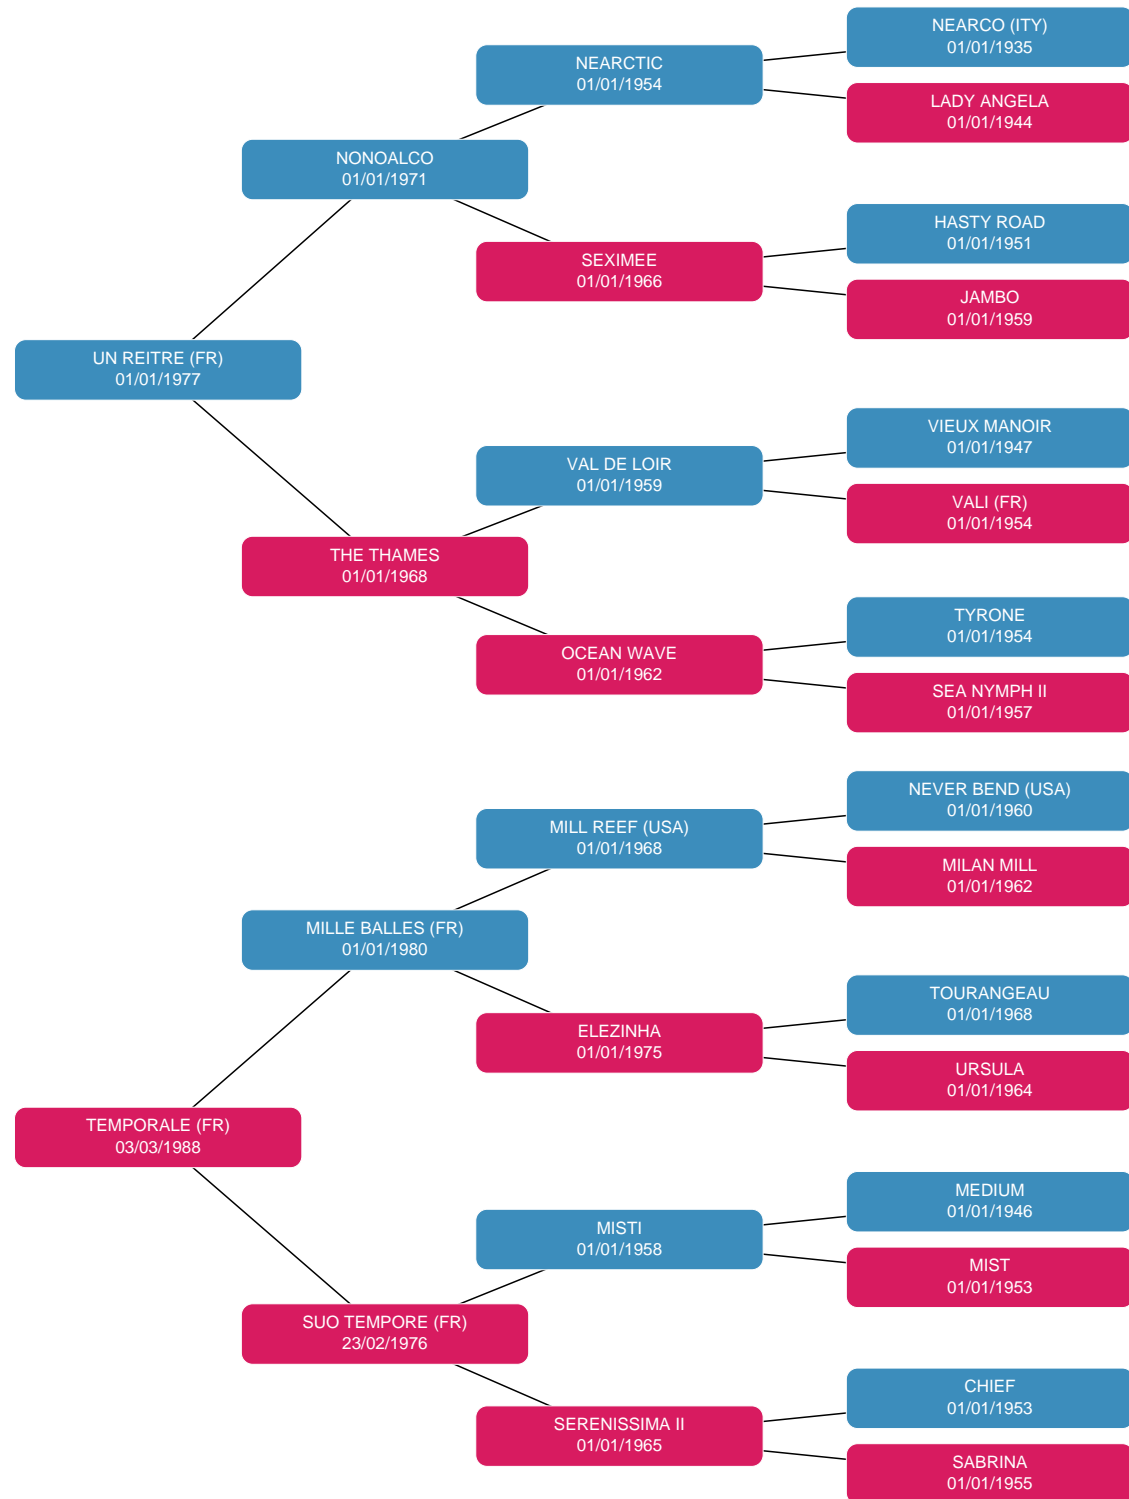 NEARCO (ITY)
01/01/1935
NEARCTIC
01/01/1954
LADY ANGELA
01/01/1944
NONOALCO
01/01/1971
HASTY ROAD
01/01/1951
SEXIMEE
01/01/1966
JAMBO
01/01/1959
UN REITRE (FR)
01/01/1977
VIEUX MANOIR
01/01/1947
VAL DE LOIR
01/01/1959
VALI (FR)
01/01/1954
THE THAMES
01/01/1968
TYRONE
01/01/1954
OCEAN WAVE
01/01/1962
SEA NYMPH II
01/01/1957
NEVER BEND (USA)
01/01/1960
MILL REEF (USA)
01/01/1968
MILAN MILL
01/01/1962
MILLE BALLES (FR)
01/01/1980
TOURANGEAU
01/01/1968
ELEZINHA
01/01/1975
URSULA
01/01/1964
TEMPORALE (FR)
03/03/1988
MEDIUM
01/01/1946
MISTI
01/01/1958
MIST
01/01/1953
SUO TEMPORE (FR)
23/02/1976
CHIEF
01/01/1953
SERENISSIMA II
01/01/1965
SABRINA
01/01/1955